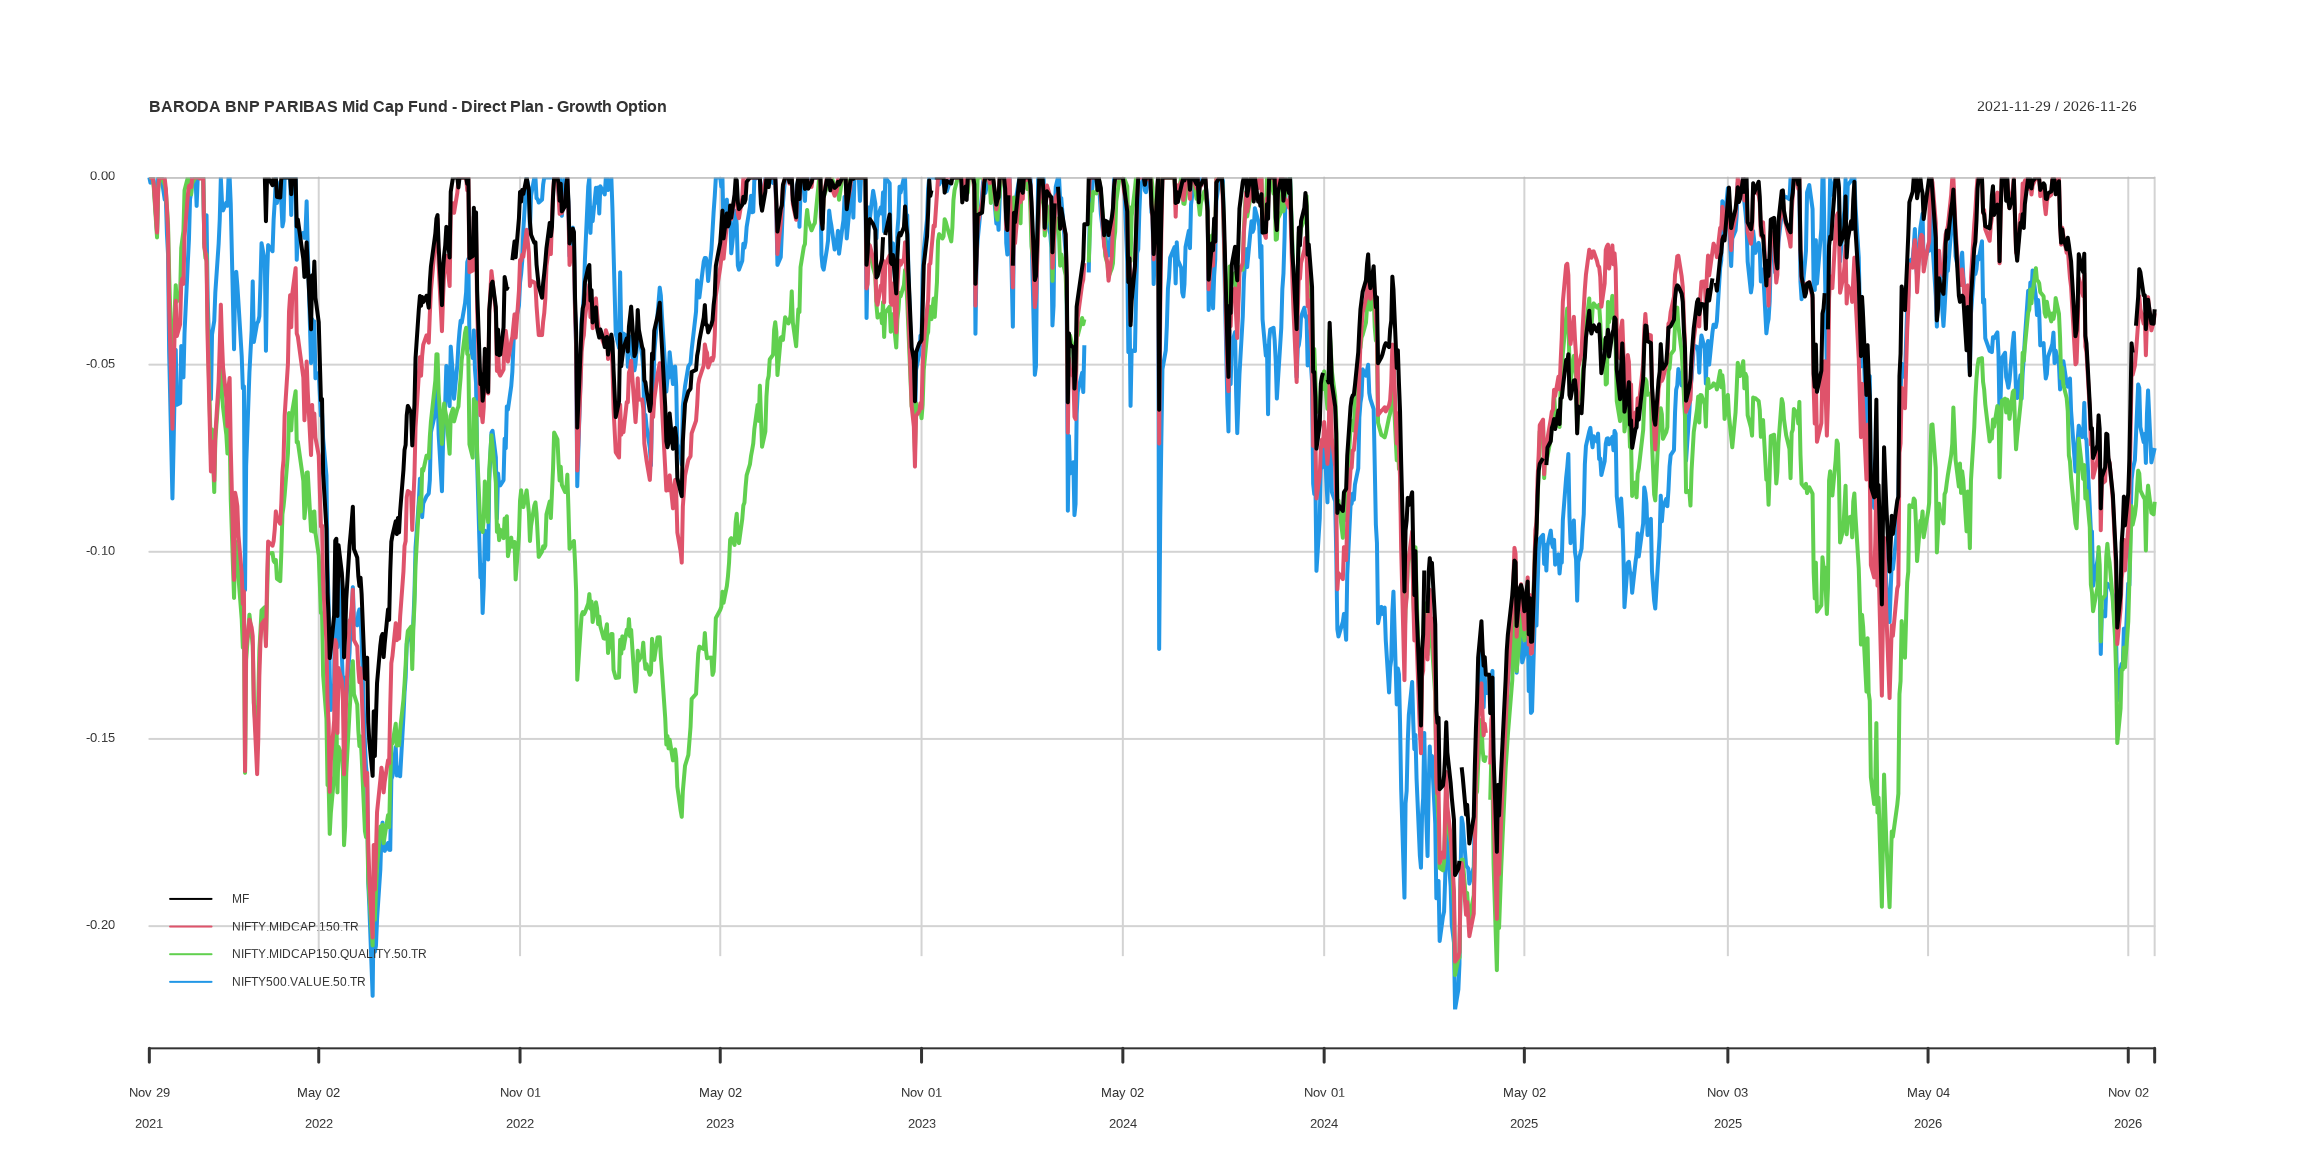 BARODA BNP PARIBAS Mid Cap Fund - Direct Plan - Growth Option
2021-11-29 / 2026-11-26
0.00
-0.05
-0.10
-0.15
-0.20
MF
NIFTY.MIDCAP.150.TR
NIFTY.MIDCAP150.QUALITY.50.TR
NIFTY500.VALUE.50.TR
Nov 29 May 02 Nov 01 May 02 Nov 01 May 02 Nov 01 May 02 Nov 03 May 04 Nov 02
2021 2022 2022 2023 2023 2024 2024 2025 2025 2026 2026